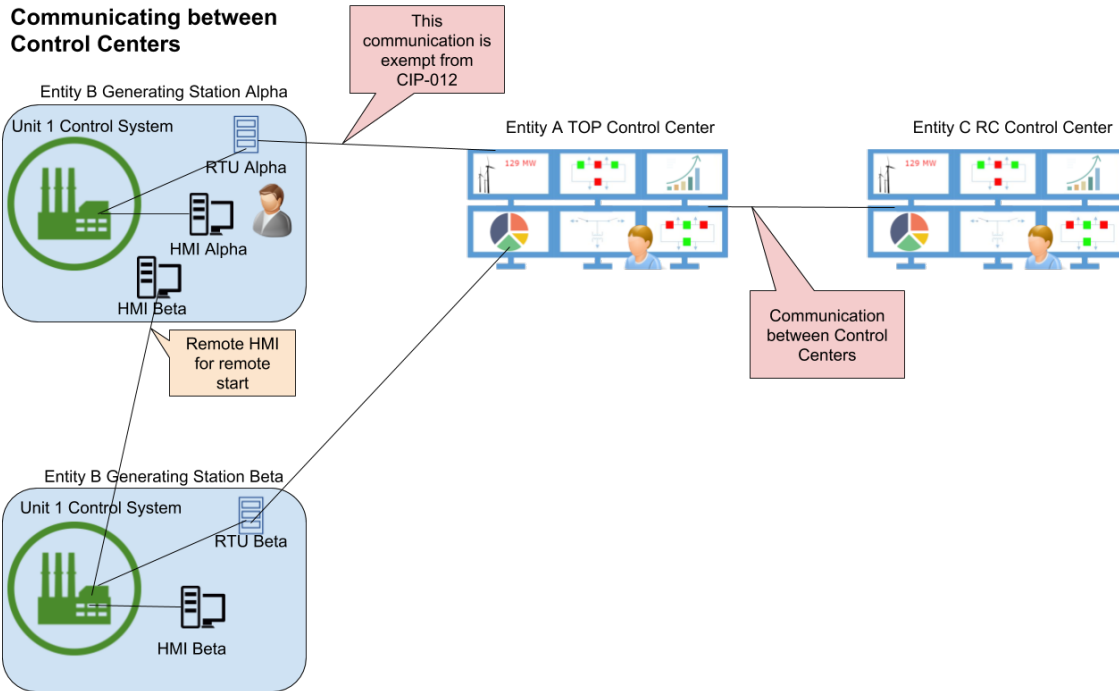 Communicating between
Control Centers
This
communication is
exempt from
CIP-012
Entity B Generating Station Alpha
Unit 1 Control System
RTU Alpha
HMI Alpha
HMI Beta
Remote HMI
for remote
start
Entity A TOP Control Center
129 MW
Entity C RC Control Center
129 MW
Communication
between Control
Centers
Entity B Generating Station Beta
Unit 1 Control System
RTU Beta
HMI Beta